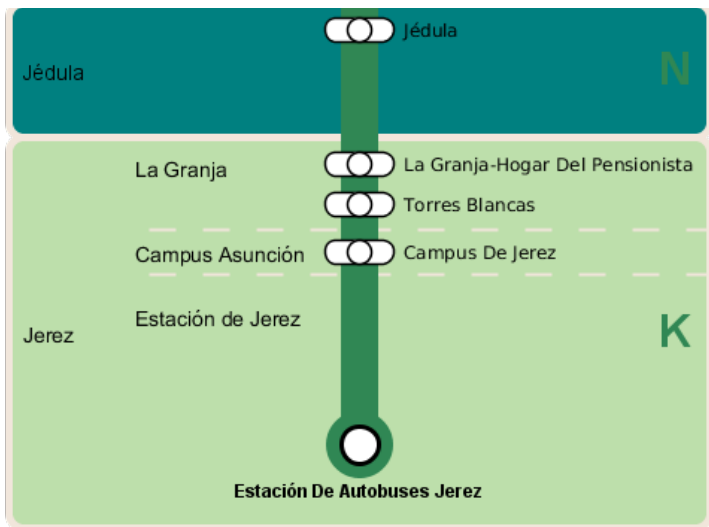 Jédula
Jédula
N
La Granja
La Granja-Hogar Del Pensionista
Torres Blancas
Campus Asunción
Campus De Jerez
Estación de Jerez
Jerez
K
Estación De Autobuses Jerez